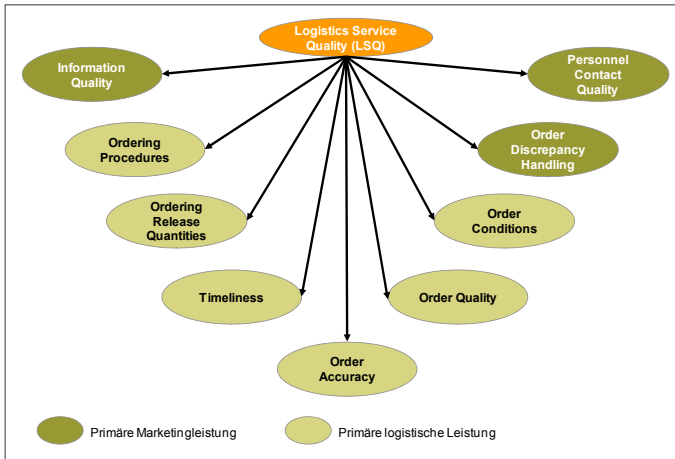 Logistics Service
Quality (LSQ)
Information
Quality
Personnel
Contact
Quality
Ordering
Procedures
Order
Discrepancy
Handling
Ordering
Release
Quantities
Order
Conditions
Timeliness
Order Quality
Order
Accuracy
Primäre Marketingleistung
Primäre logistische Leistung